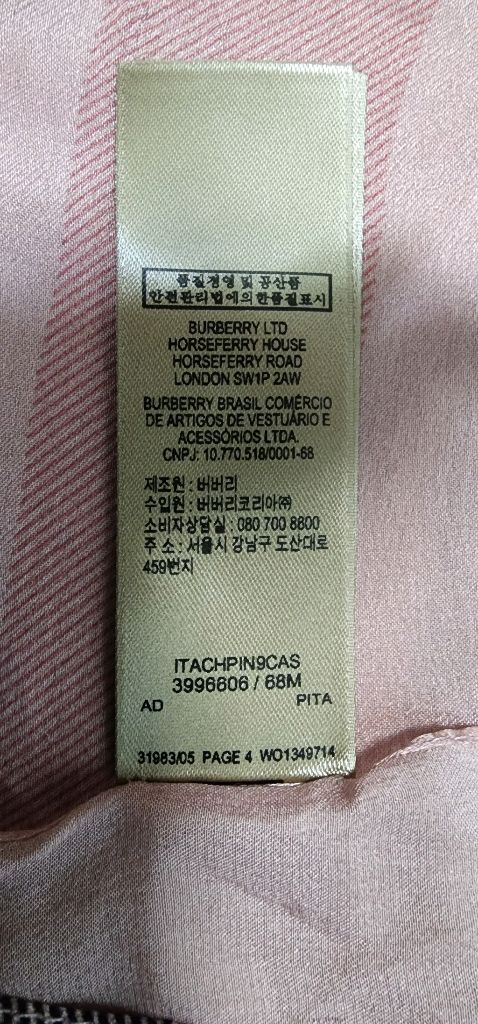 품질경영 및 공산품
안전관리법에의한품질표시
BURBERRY LTD
HORSEFERRY HOUSE
HORSEFERRY ROAD
LONDON SW1P 2AW
BURBERRY BRASIL COMÉRCIO
DE ARTIGOS DE VESTUÁRIO E
ACESSÓRIOS LTDA.
CNPJ: 10.770.518/0001-68
제조원 : 버버리
수입원 : 버버리코리아㈜
소비자상담실 : 080 700 8800
주 소 : 서울시 강남구 도산대로
459번지
ITACHPIN9CAS
3996606 / 68M
AD PITA
31983/05 PAGE 4 WO1349714